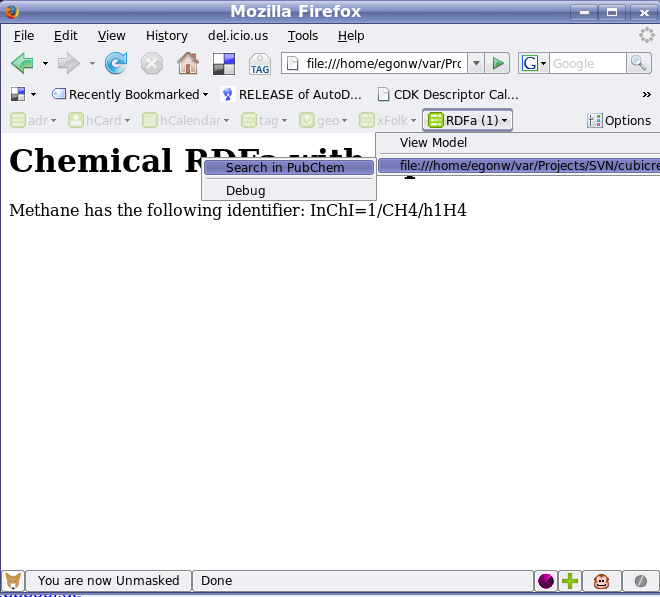 Mozilla Firefox
File Edit View History del.icio.us Tools Help
TAG file:///home/egonw/var/Pro G Google
Recently Bookmarked RELEASE of AutoD... CDK Descriptor Cal... »
adr hCard hCalendar tag geo xFolk RDFa (1) Options
View Model
Chemical RDFa with
Search in PubChem file:///home/egonw/var/Projects/SVN/cubicre
Debug
Methane has the following identifier: InChI=1/CH4/h1H4
You are now Unmasked Done